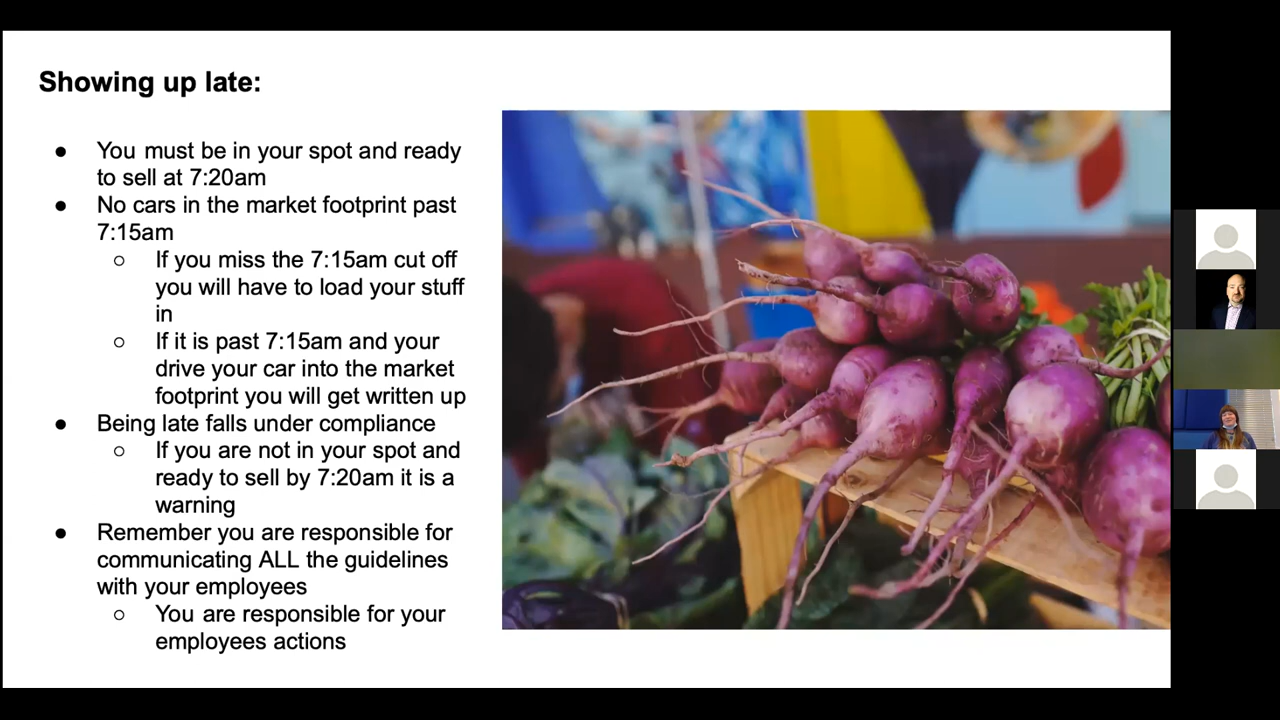 Showing up late:
● You must be in your spot and ready
to sell at 7:20am
● No cars in the market footprint past
7:15am
○ If you miss the 7:15am cut off
you will have to load your stuff
in
○ If it is past 7:15am and your
drive your car into the market
footprint you will get written up
● Being late falls under compliance
○ If you are not in your spot and
ready to sell by 7:20am it is a
warning
● Remember you are responsible for
communicating ALL the guidelines
with your employees
○ You are responsible for your
employees actions